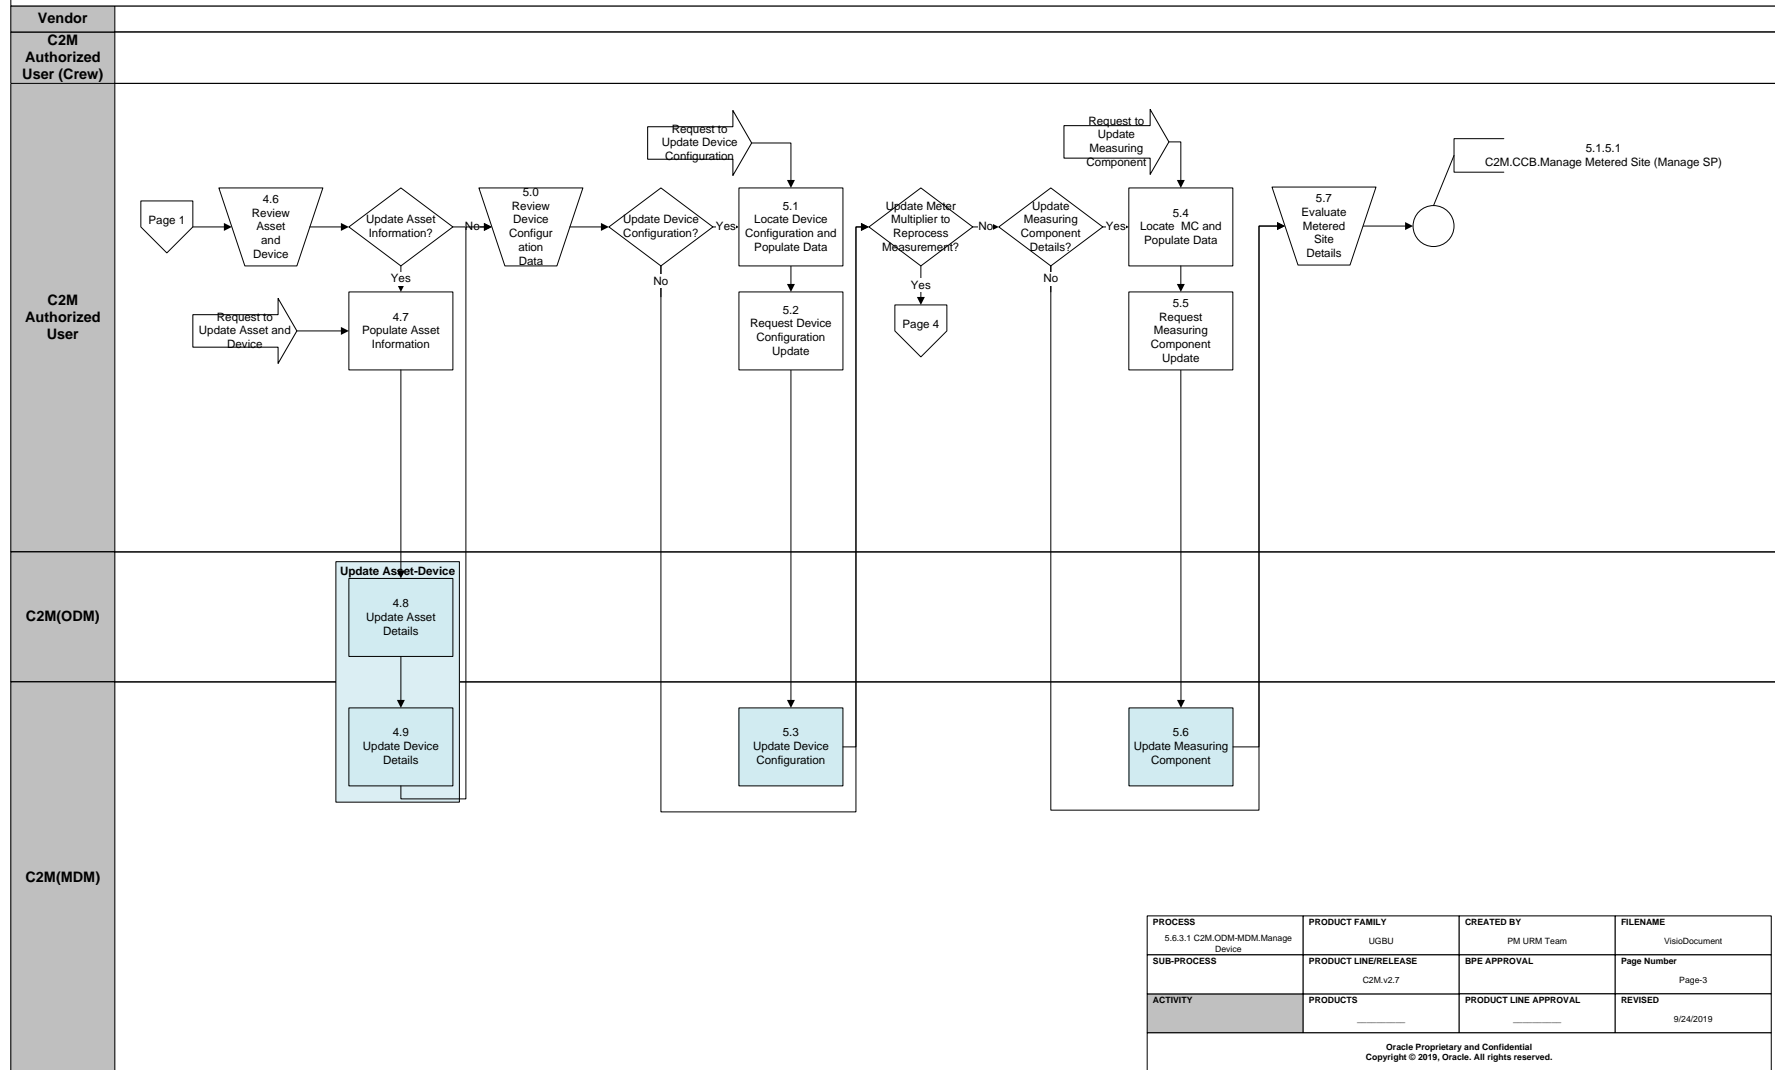 Vendor
C2M
Authorized
User (Crew)
C2M
Authorized
User
C2M(ODM)
C2M(MDM)
Page 1
4.6
Review
Asset
and
Device
Update Asset
Information?
No
Yes
Request to
Update Asset and
Device
4.7
Populate Asset
Information
5.0
Review
Device
Configur
ation
Data
Update Device
Configuration?
Yes
No
Request to
Update Device
Configuration
5.1
Locate Device
Configuration and
Populate Data
5.2
Request Device
Configuration
Update
Update Meter
Multiplier to
Reprocess
Measurement?
No
Yes
Page 4
Update
Measuring
Component
Details?
Yes
No
Request to
Update
Measuring
Component
5.4
Locate  MC and
Populate Data
5.5
Request
Measuring
Component
Update
5.7
Evaluate
Metered
Site
Details
5.1.5.1
C2M.CCB.Manage Metered Site (Manage SP)
Update Asset-Device
4.8
Update Asset
Details
4.9
Update Device
Details
5.3
Update Device
Configuration
5.6
Update Measuring
Component
PROCESS
5.6.3.1 C2M.ODM-MDM.Manage
Device
PRODUCT FAMILY
UGBU
CREATED BY
PM URM Team
FILENAME
VisioDocument
SUB-PROCESS
PRODUCT LINE/RELEASE
C2M.v2.7
BPE APPROVAL
Page Number
Page-3
ACTIVITY
PRODUCTS
PRODUCT LINE APPROVAL
REVISED
9/24/2019
Oracle Proprietary and Confidential
Copyright © 2019, Oracle. All rights reserved.